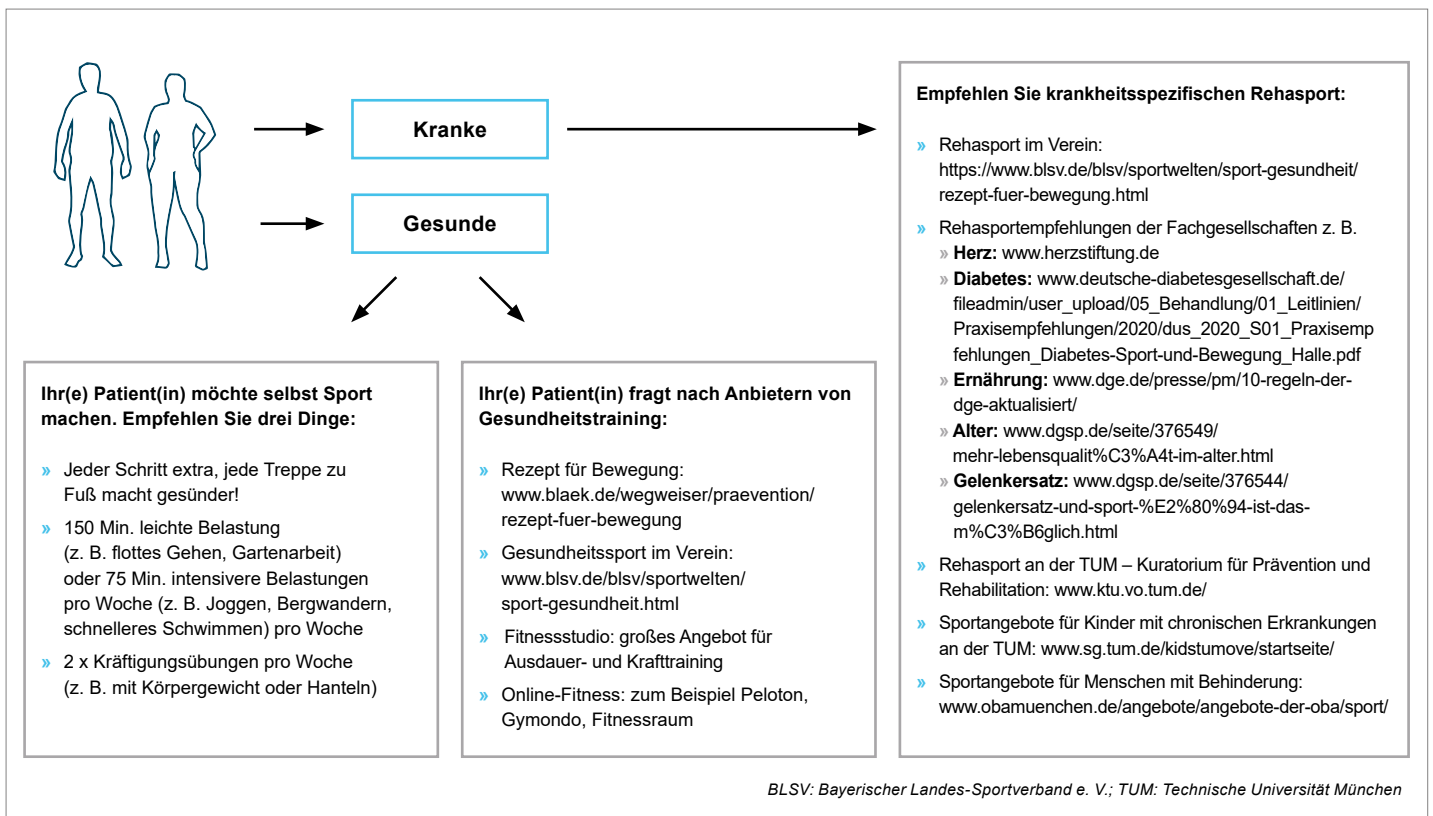 Kranke
Gesunde
Ihr(e) Patient(in) möchte selbst Sport
machen. Empfehlen Sie drei Dinge:
» Jeder Schritt extra, jede Treppe zu
Fuß macht gesünder!
» 150 Min. leichte Belastung
(z. B. flottes Gehen, Gartenarbeit)
oder 75 Min. intensivere Belastungen
pro Woche (z. B. Joggen, Bergwandern,
schnelleres Schwimmen) pro Woche
» 2 x Kräftigungsübungen pro Woche
(z. B. mit Körpergewicht oder Hanteln)
Ihr(e) Patient(in) fragt nach Anbietern von
Gesundheitstraining:
» Rezept für Bewegung:
www.blaek.de/wegweiser/praevention/
rezept-fuer-bewegung
» Gesundheitssport im Verein:
www.blsv.de/blsv/sportwelten/
sport-gesundheit.html
» Fitnessstudio: großes Angebot für
Ausdauer- und Krafttraining
» Online-Fitness: zum Beispiel Peloton,
Gymondo, Fitnessraum
Empfehlen Sie krankheitsspezifischen Rehasport:
» Rehasport im Verein:
https://www.blsv.de/blsv/sportwelten/sport-gesundheit/
rezept-fuer-bewegung.html
» Rehasportempfehlungen der Fachgesellschaften z. B.
» Herz: www.herzstiftung.de
» Diabetes: www.deutsche-diabetesgesellschaft.de/
fileadmin/user_upload/05_Behandlung/01_Leitlinien/
Praxisempfehlungen/2020/dus_2020_S01_Praxisemp
fehlungen_Diabetes-Sport-und-Bewegung_Halle.pdf
» Ernährung: www.dge.de/presse/pm/10-regeln-der-
dge-aktualisiert/
» Alter: www.dgsp.de/seite/376549/
mehr-lebensqualit%C3%A4t-im-alter.html
» Gelenkersatz: www.dgsp.de/seite/376544/
gelenkersatz-und-sport-%E2%80%94-ist-das-
m%C3%B6glich.html
» Rehasport an der TUM – Kuratorium für Prävention und
Rehabilitation: www.ktu.vo.tum.de/
» Sportangebote für Kinder mit chronischen Erkrankungen
an der TUM: www.sg.tum.de/kidstumove/startseite/
» Sportangebote für Menschen mit Behinderung:
www.obamuenchen.de/angebote/angebote-der-oba/sport/
BLSV: Bayerischer Landes-Sportverband e. V.; TUM: Technische Universität München